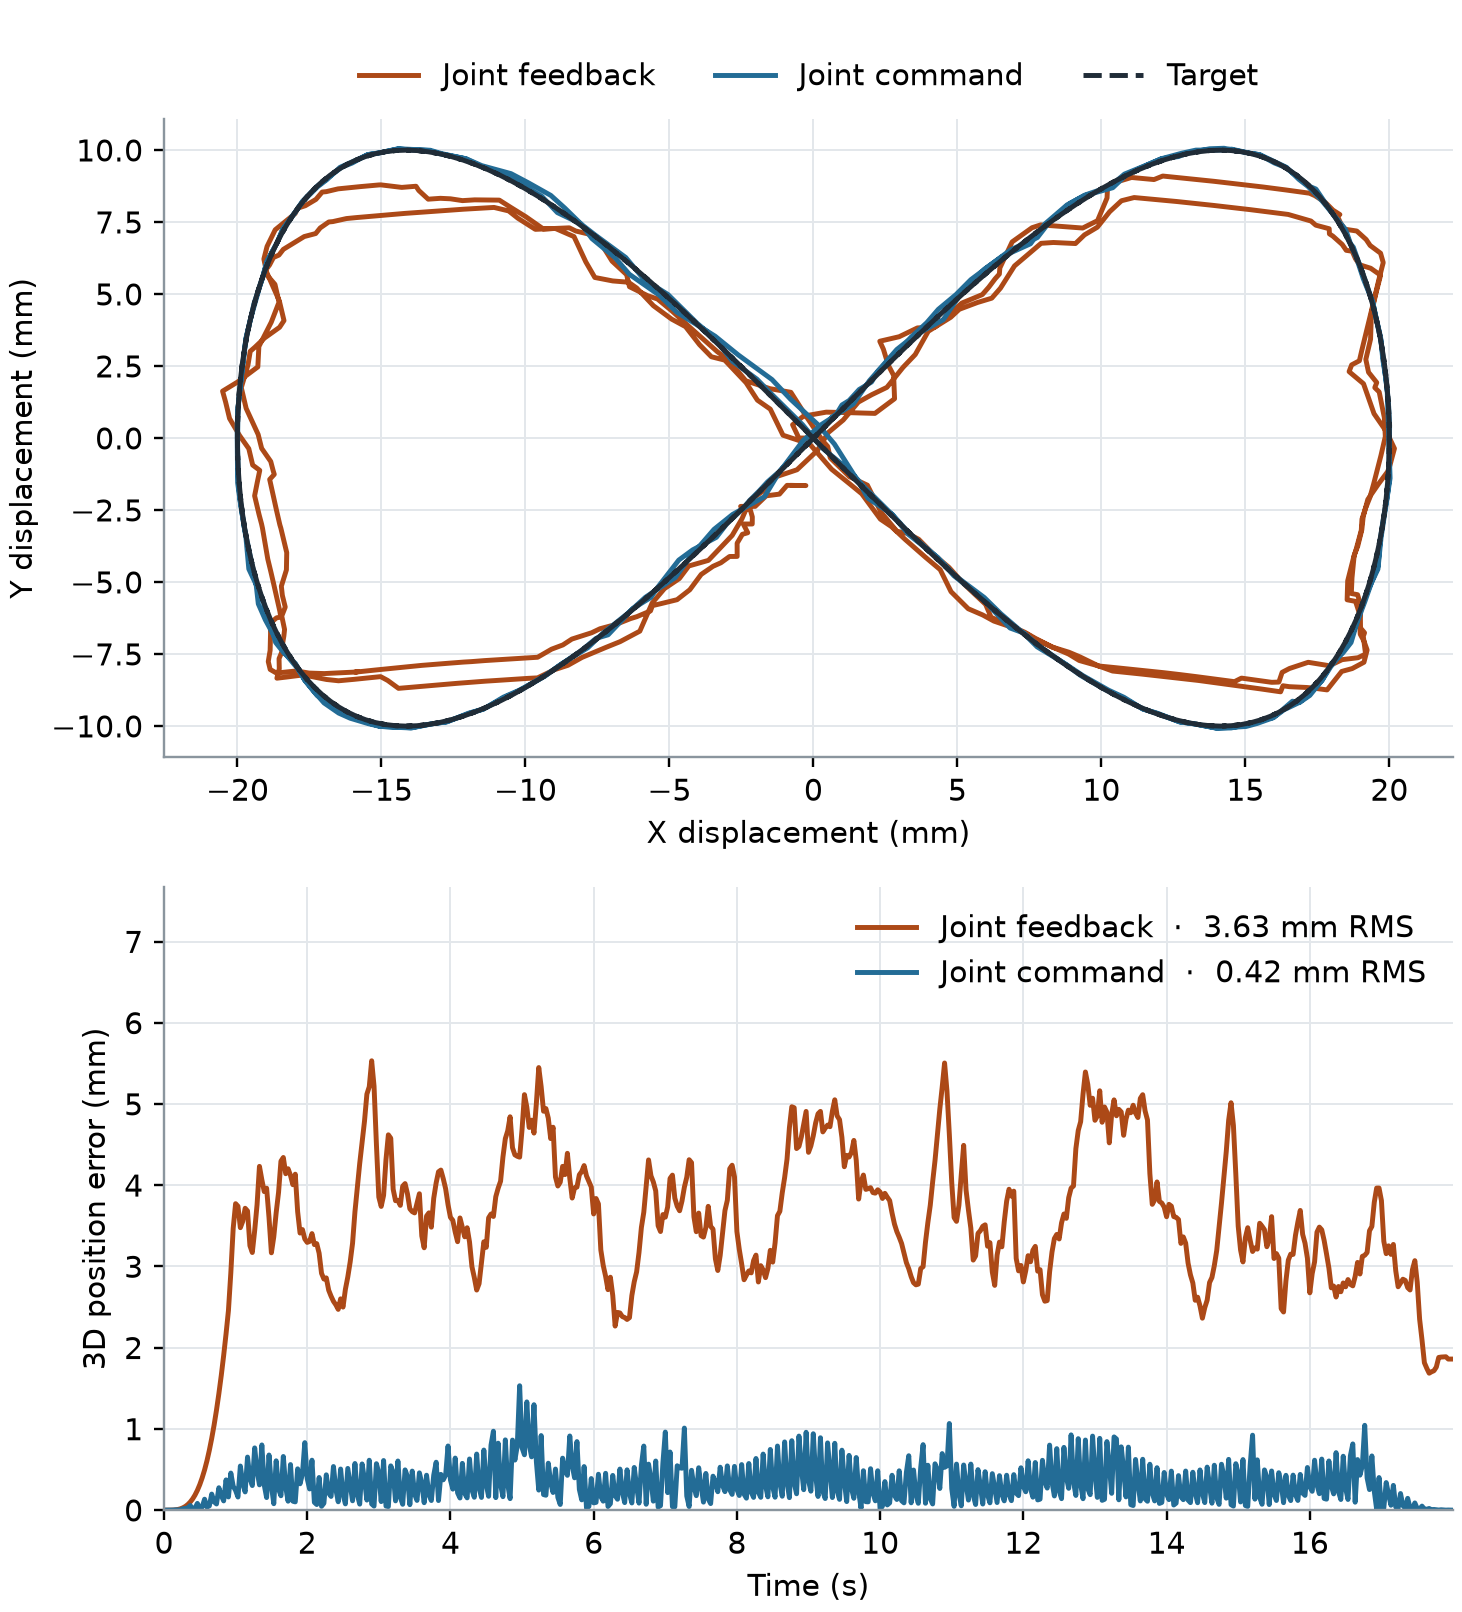 Joint feedback Joint command Target
Y displacement (mm)
10.0
7.5
5.0
2.5
0.0
−2.5
−5.0
−7.5
−10.0
−20 −15 −10 −5 0 5 10 15 20
X displacement (mm)
Joint feedback · 3.63 mm RMS
Joint command · 0.42 mm RMS
3D position error (mm)
7
6
5
4
3
2
1
0
0 2 4 6 8 10 12 14 16
Time (s)